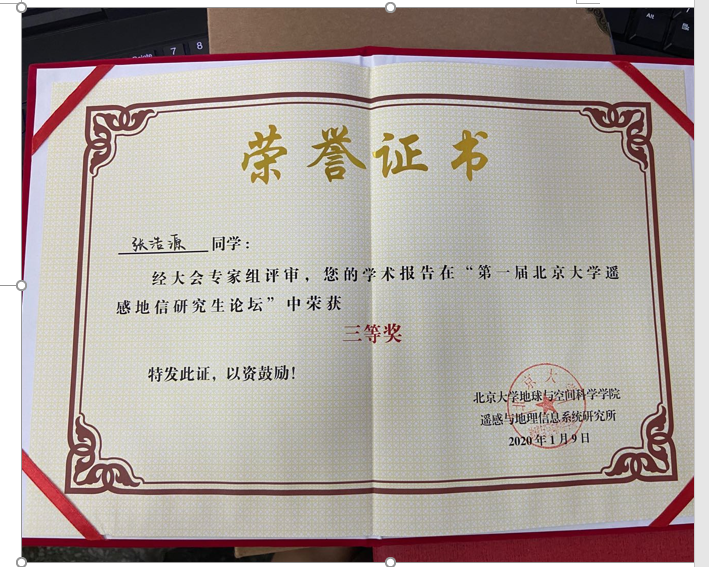 7 8
Alt
荣誉证书
张浩源 同学：
经大会专家组评审，您的学术报告在“第一届北京大学遥
感地信研究生论坛”中荣获
三等奖
特发此证，以资鼓励！
北京大学地球与空间科学学院
遥感与地理信息系统研究所
2020年1月9日